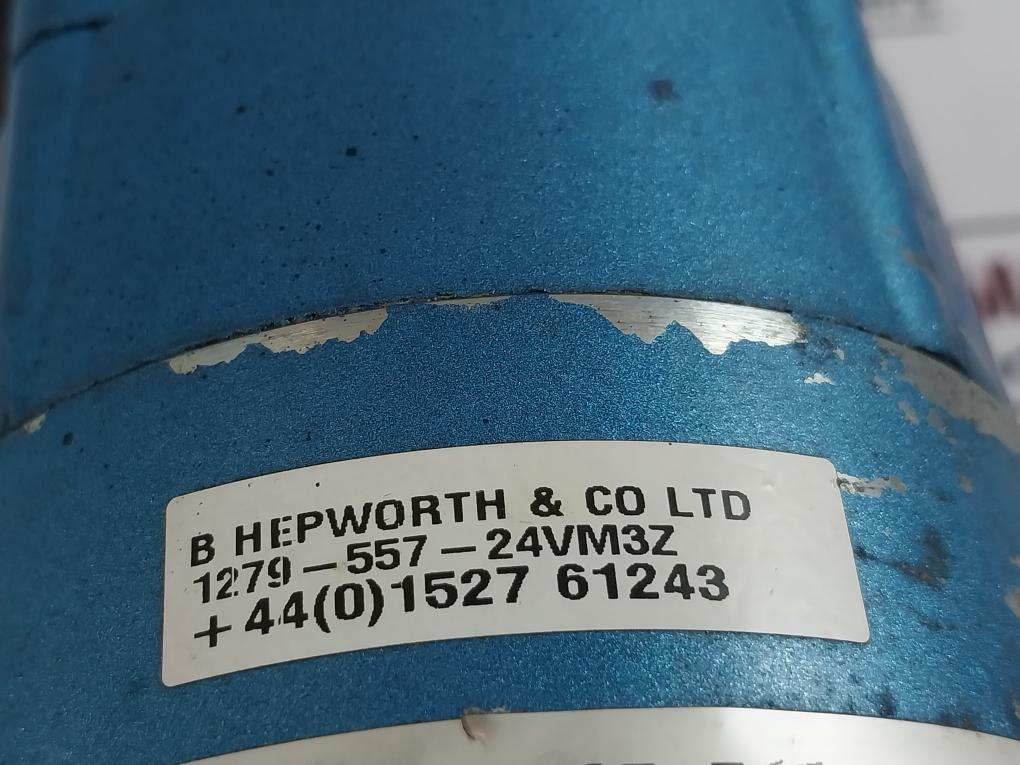 B HEPWORTH & CO LTD
1279-557-24VM3Z
+44(0)1527 61243